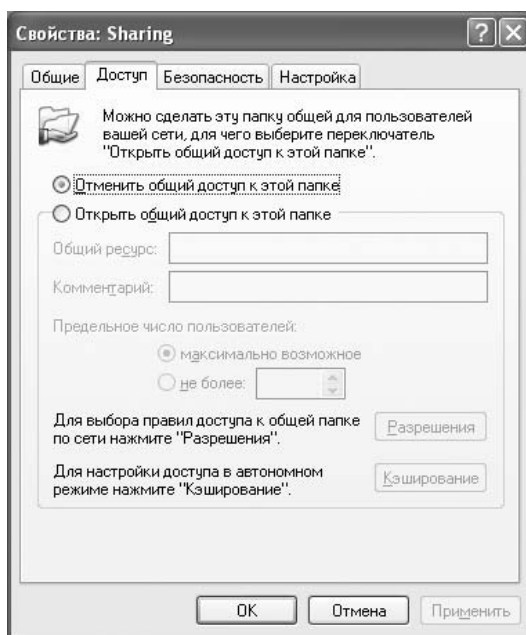 Свойства: Sharing
Общие Доступ Безопасность Настройка
Можно сделать эту папку общей для пользователей
вашей сети, для чего выберите переключатель
"Открыть общий доступ к этой папке".
Отменить общий доступ к этой папке
Открыть общий доступ к этой папке
Общий ресурс:
Комментарий:
Предельное число пользователей:
максимально возможное
не более:
Для выбора правил доступа к общей папке
по сети нажмите "Разрешения".
Разрешения
Для настройки доступа в автономном
режиме нажмите "Кэширование".
Кэширование
OK Отмена Применить